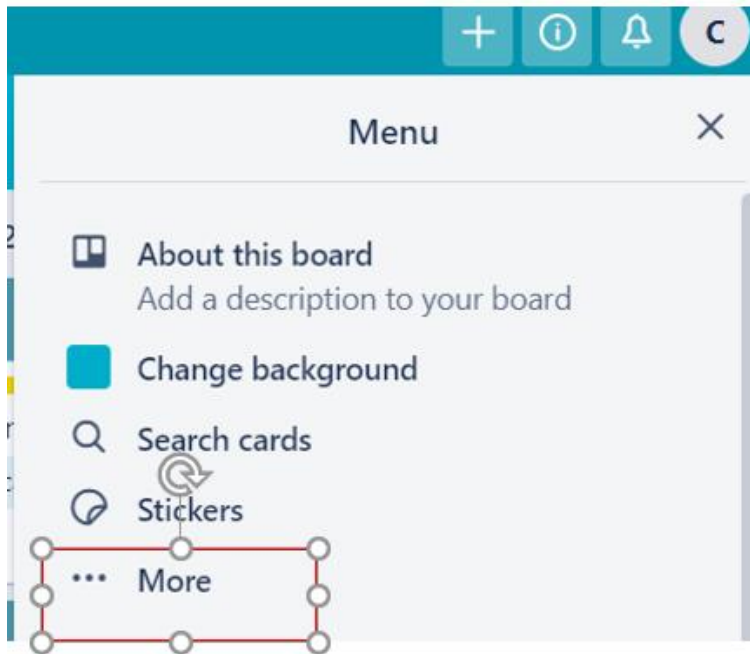 C
Menu
About this board
Add a description to your board
Change background
Search cards
Stickers
More